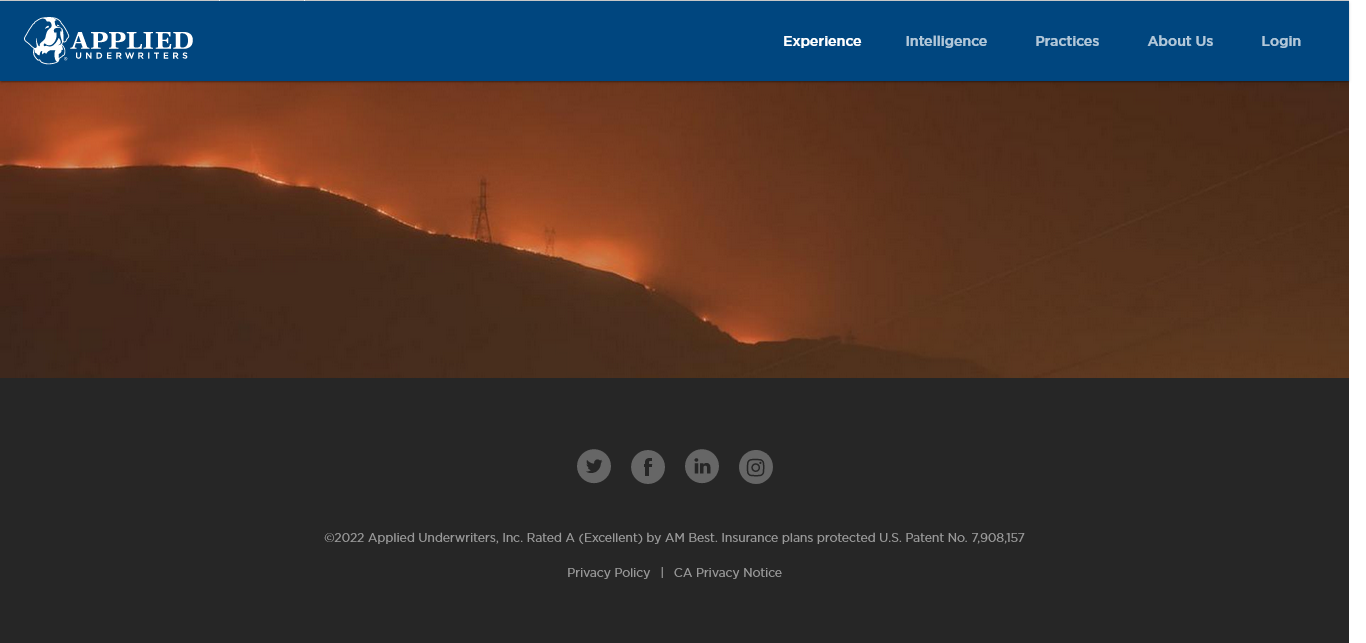 APPLIED
UNDERWRITERS
Experience Intelligence Practices About Us Login
©2022 Applied Underwriters, Inc. Rated A (Excellent) by AM Best. Insurance plans protected U.S. Patent No. 7,908,157
Privacy Policy | CA Privacy Notice